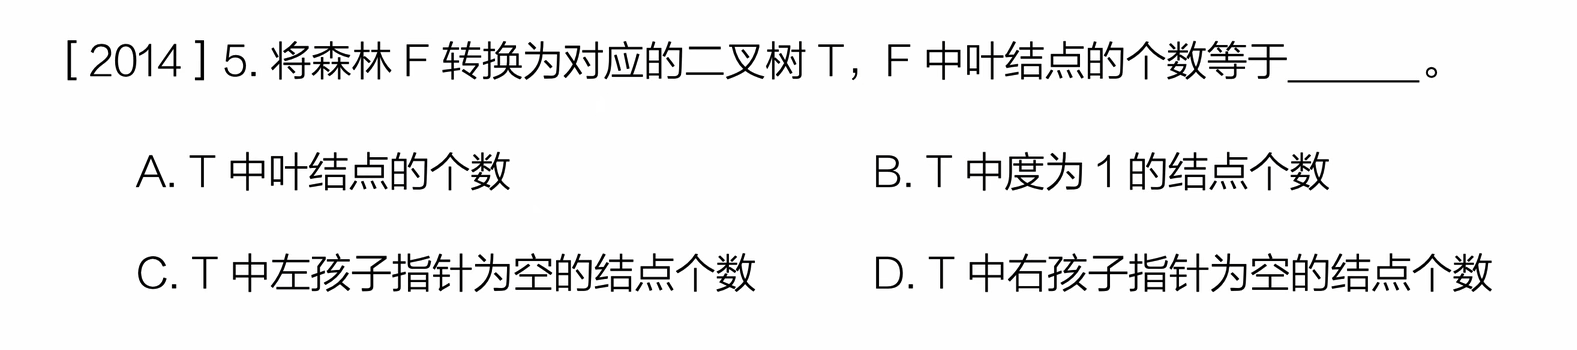 [ 2014 ] 5. 将森林 F 转换为对应的二叉树 T，F 中叶结点的个数等于______。
A. T 中叶结点的个数
B. T 中度为 1 的结点个数
C. T 中左孩子指针为空的结点个数
D. T 中右孩子指针为空的结点个数